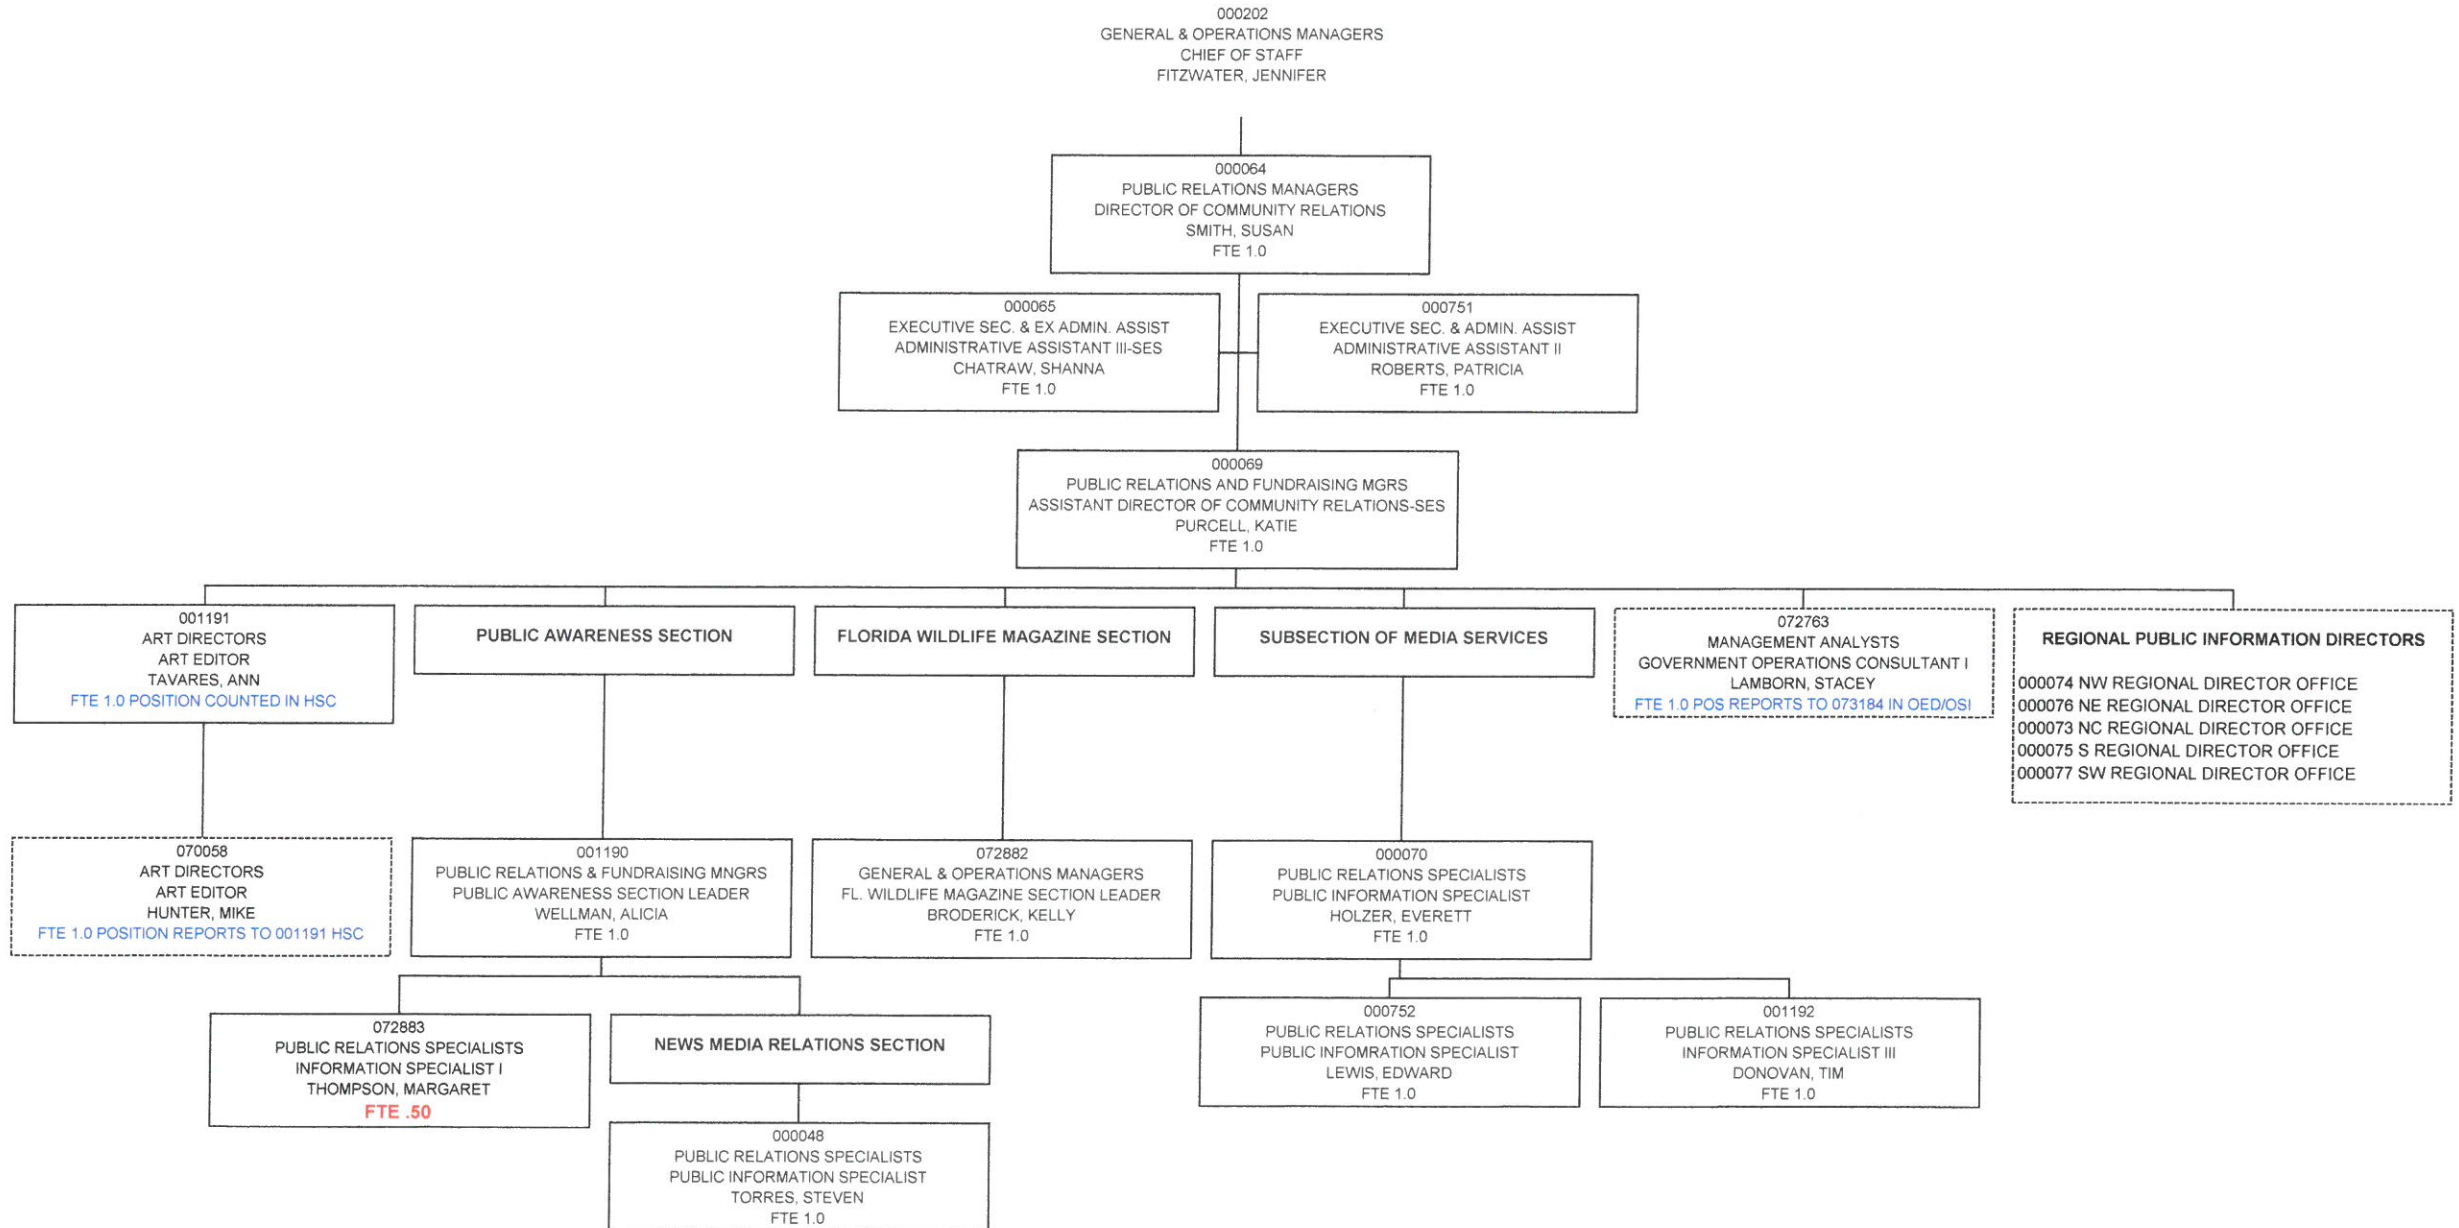 000202
GENERAL & OPERATIONS MANAGERS
CHIEF OF STAFF
FITZWATER, JENNIFER
000064
PUBLIC RELATIONS MANAGERS
DIRECTOR OF COMMUNITY RELATIONS
SMITH, SUSAN
FTE 1.0
000065
EXECUTIVE SEC. & EX ADMIN. ASSIST
ADMINISTRATIVE ASSISTANT III-SES
CHATRAW, SHANNA
FTE 1.0
000751
EXECUTIVE SEC. & ADMIN. ASSIST
ADMINISTRATIVE ASSISTANT II
ROBERTS, PATRICIA
FTE 1.0
000069
PUBLIC RELATIONS AND FUNDRAISING MGRS
ASSISTANT DIRECTOR OF COMMUNITY RELATIONS-SES
PURCELL, KATIE
FTE 1.0
001191
ART DIRECTORS
ART EDITOR
TAVARES, ANN
FTE 1.0 POSITION COUNTED IN HSC
PUBLIC AWARENESS SECTION
FLORIDA WILDLIFE MAGAZINE SECTION
SUBSECTION OF MEDIA SERVICES
072763
MANAGEMENT ANALYSTS
GOVERNMENT OPERATIONS CONSULTANT I
LAMBORN, STACEY
FTE 1.0 POS REPORTS TO 073184 IN OED/OSI
REGIONAL PUBLIC INFORMATION DIRECTORS
000074 NW REGIONAL DIRECTOR OFFICE
000076 NE REGIONAL DIRECTOR OFFICE
000073 NC REGIONAL DIRECTOR OFFICE
000075 S REGIONAL DIRECTOR OFFICE
000077 SW REGIONAL DIRECTOR OFFICE
070058
ART DIRECTORS
ART EDITOR
HUNTER, MIKE
FTE 1.0 POSITION REPORTS TO 001191 HSC
001190
PUBLIC RELATIONS & FUNDRAISING MNGRS
PUBLIC AWARENESS SECTION LEADER
WELLMAN, ALICIA
FTE 1.0
072882
GENERAL & OPERATIONS MANAGERS
FL. WILDLIFE MAGAZINE SECTION LEADER
BRODERICK, KELLY
FTE 1.0
000070
PUBLIC RELATIONS SPECIALISTS
PUBLIC INFORMATION SPECIALIST
HOLZER, EVERETT
FTE 1.0
072883
PUBLIC RELATIONS SPECIALISTS
INFORMATION SPECIALIST I
THOMPSON, MARGARET
FTE .50
NEWS MEDIA RELATIONS SECTION
000752
PUBLIC RELATIONS SPECIALISTS
PUBLIC INFOMRATION SPECIALIST
LEWIS, EDWARD
FTE 1.0
001192
PUBLIC RELATIONS SPECIALISTS
INFORMATION SPECIALIST III
DONOVAN, TIM
FTE 1.0
000048
PUBLIC RELATIONS SPECIALISTS
PUBLIC INFORMATION SPECIALIST
TORRES, STEVEN
FTE 1.0